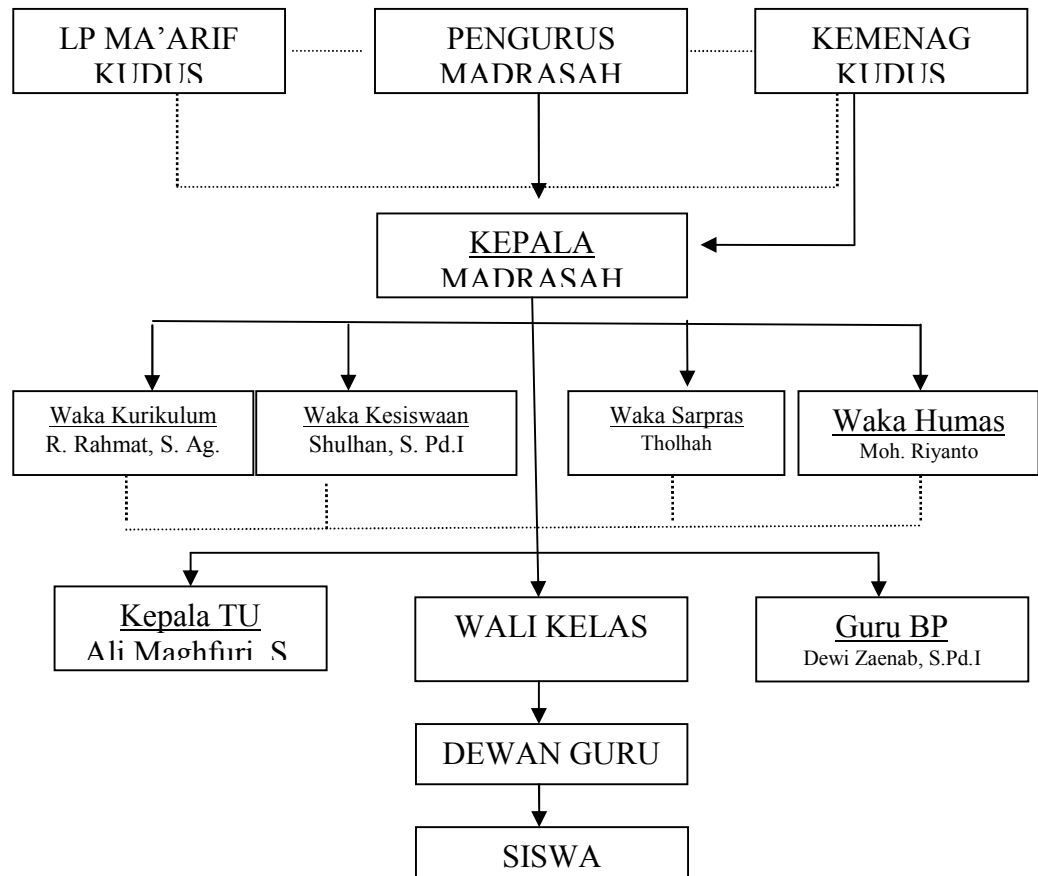 LP MA’ARIF
KUDUS
PENGURUS
MADRASAH
KEMENAG
KUDUS
KEPALA
MADRASAH
Waka Kurikulum
R. Rahmat, S. Ag.
Waka Kesiswaan
Shulhan, S. Pd.I
Waka Sarpras
Tholhah
Waka Humas
Moh. Riyanto
Kepala TU
Ali Maghfuri, S
WALI KELAS
Guru BP
Dewi Zaenab, S.Pd.I
DEWAN GURU
SISWA